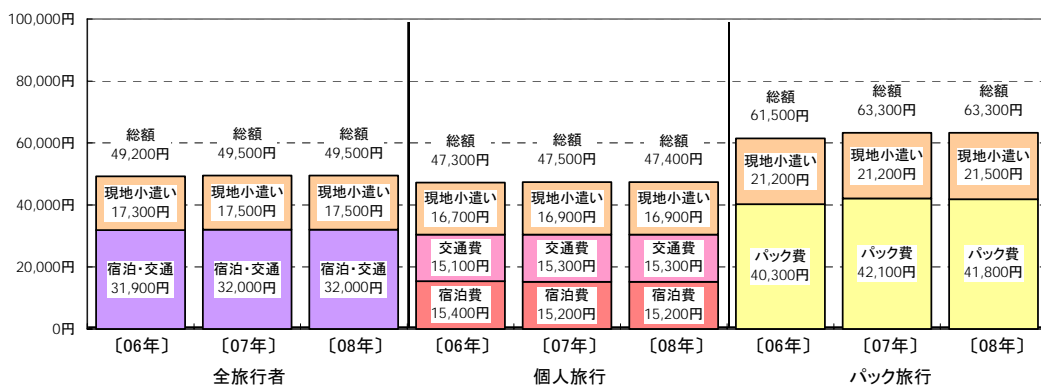 100,000円
80,000円
60,000円
40,000円
20,000円
0円
総額
49,200円
現地小遣い
17,300円
宿泊・交通
31,900円
〔06年〕
総額
49,500円
現地小遣い
17,500円
宿泊・交通
32,000円
〔07年〕
総額
49,500円
現地小遣い
17,500円
宿泊・交通
32,000円
〔08年〕
全旅行者
総額
47,300円
現地小遣い
16,700円
交通費
15,100円
宿泊費
15,400円
〔06年〕
総額
47,500円
現地小遣い
16,900円
交通費
15,300円
宿泊費
15,200円
〔07年〕
総額
47,400円
現地小遣い
16,900円
交通費
15,300円
宿泊費
15,200円
〔08年〕
個人旅行
総額
61,500円
現地小遣い
21,200円
パック費
40,300円
〔06年〕
総額
63,300円
現地小遣い
21,200円
パック費
42,100円
〔07年〕
総額
63,300円
現地小遣い
21,500円
パック費
41,800円
〔08年〕
パック旅行